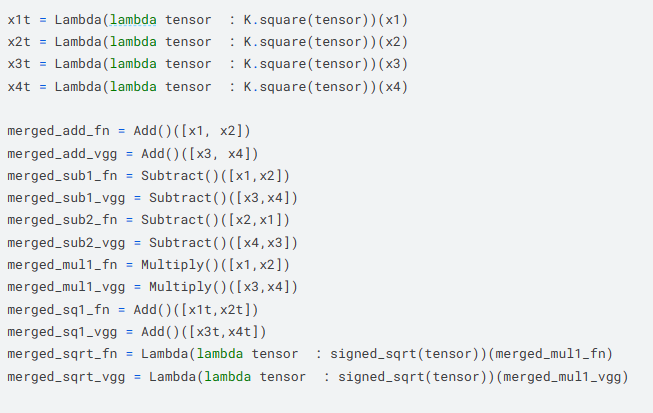 x1t = Lambda(lambda tensor  : K.square(tensor))(x1)
x2t = Lambda(lambda tensor  : K.square(tensor))(x2)
x3t = Lambda(lambda tensor  : K.square(tensor))(x3)
x4t = Lambda(lambda tensor  : K.square(tensor))(x4)
merged_add_fn = Add()([x1, x2])
merged_add_vgg = Add()([x3, x4])
merged_sub1_fn = Subtract()([x1,x2])
merged_sub1_vgg = Subtract()([x3,x4])
merged_sub2_fn = Subtract()([x2,x1])
merged_sub2_vgg = Subtract()([x4,x3])
merged_mul1_fn = Multiply()([x1,x2])
merged_mul1_vgg = Multiply()([x3,x4])
merged_sq1_fn = Add()([x1t,x2t])
merged_sq1_vgg = Add()([x3t,x4t])
merged_sqrt_fn = Lambda(lambda tensor  : signed_sqrt(tensor))(merged_mul1_fn)
merged_sqrt_vgg = Lambda(lambda tensor  : signed_sqrt(tensor))(merged_mul1_vgg)